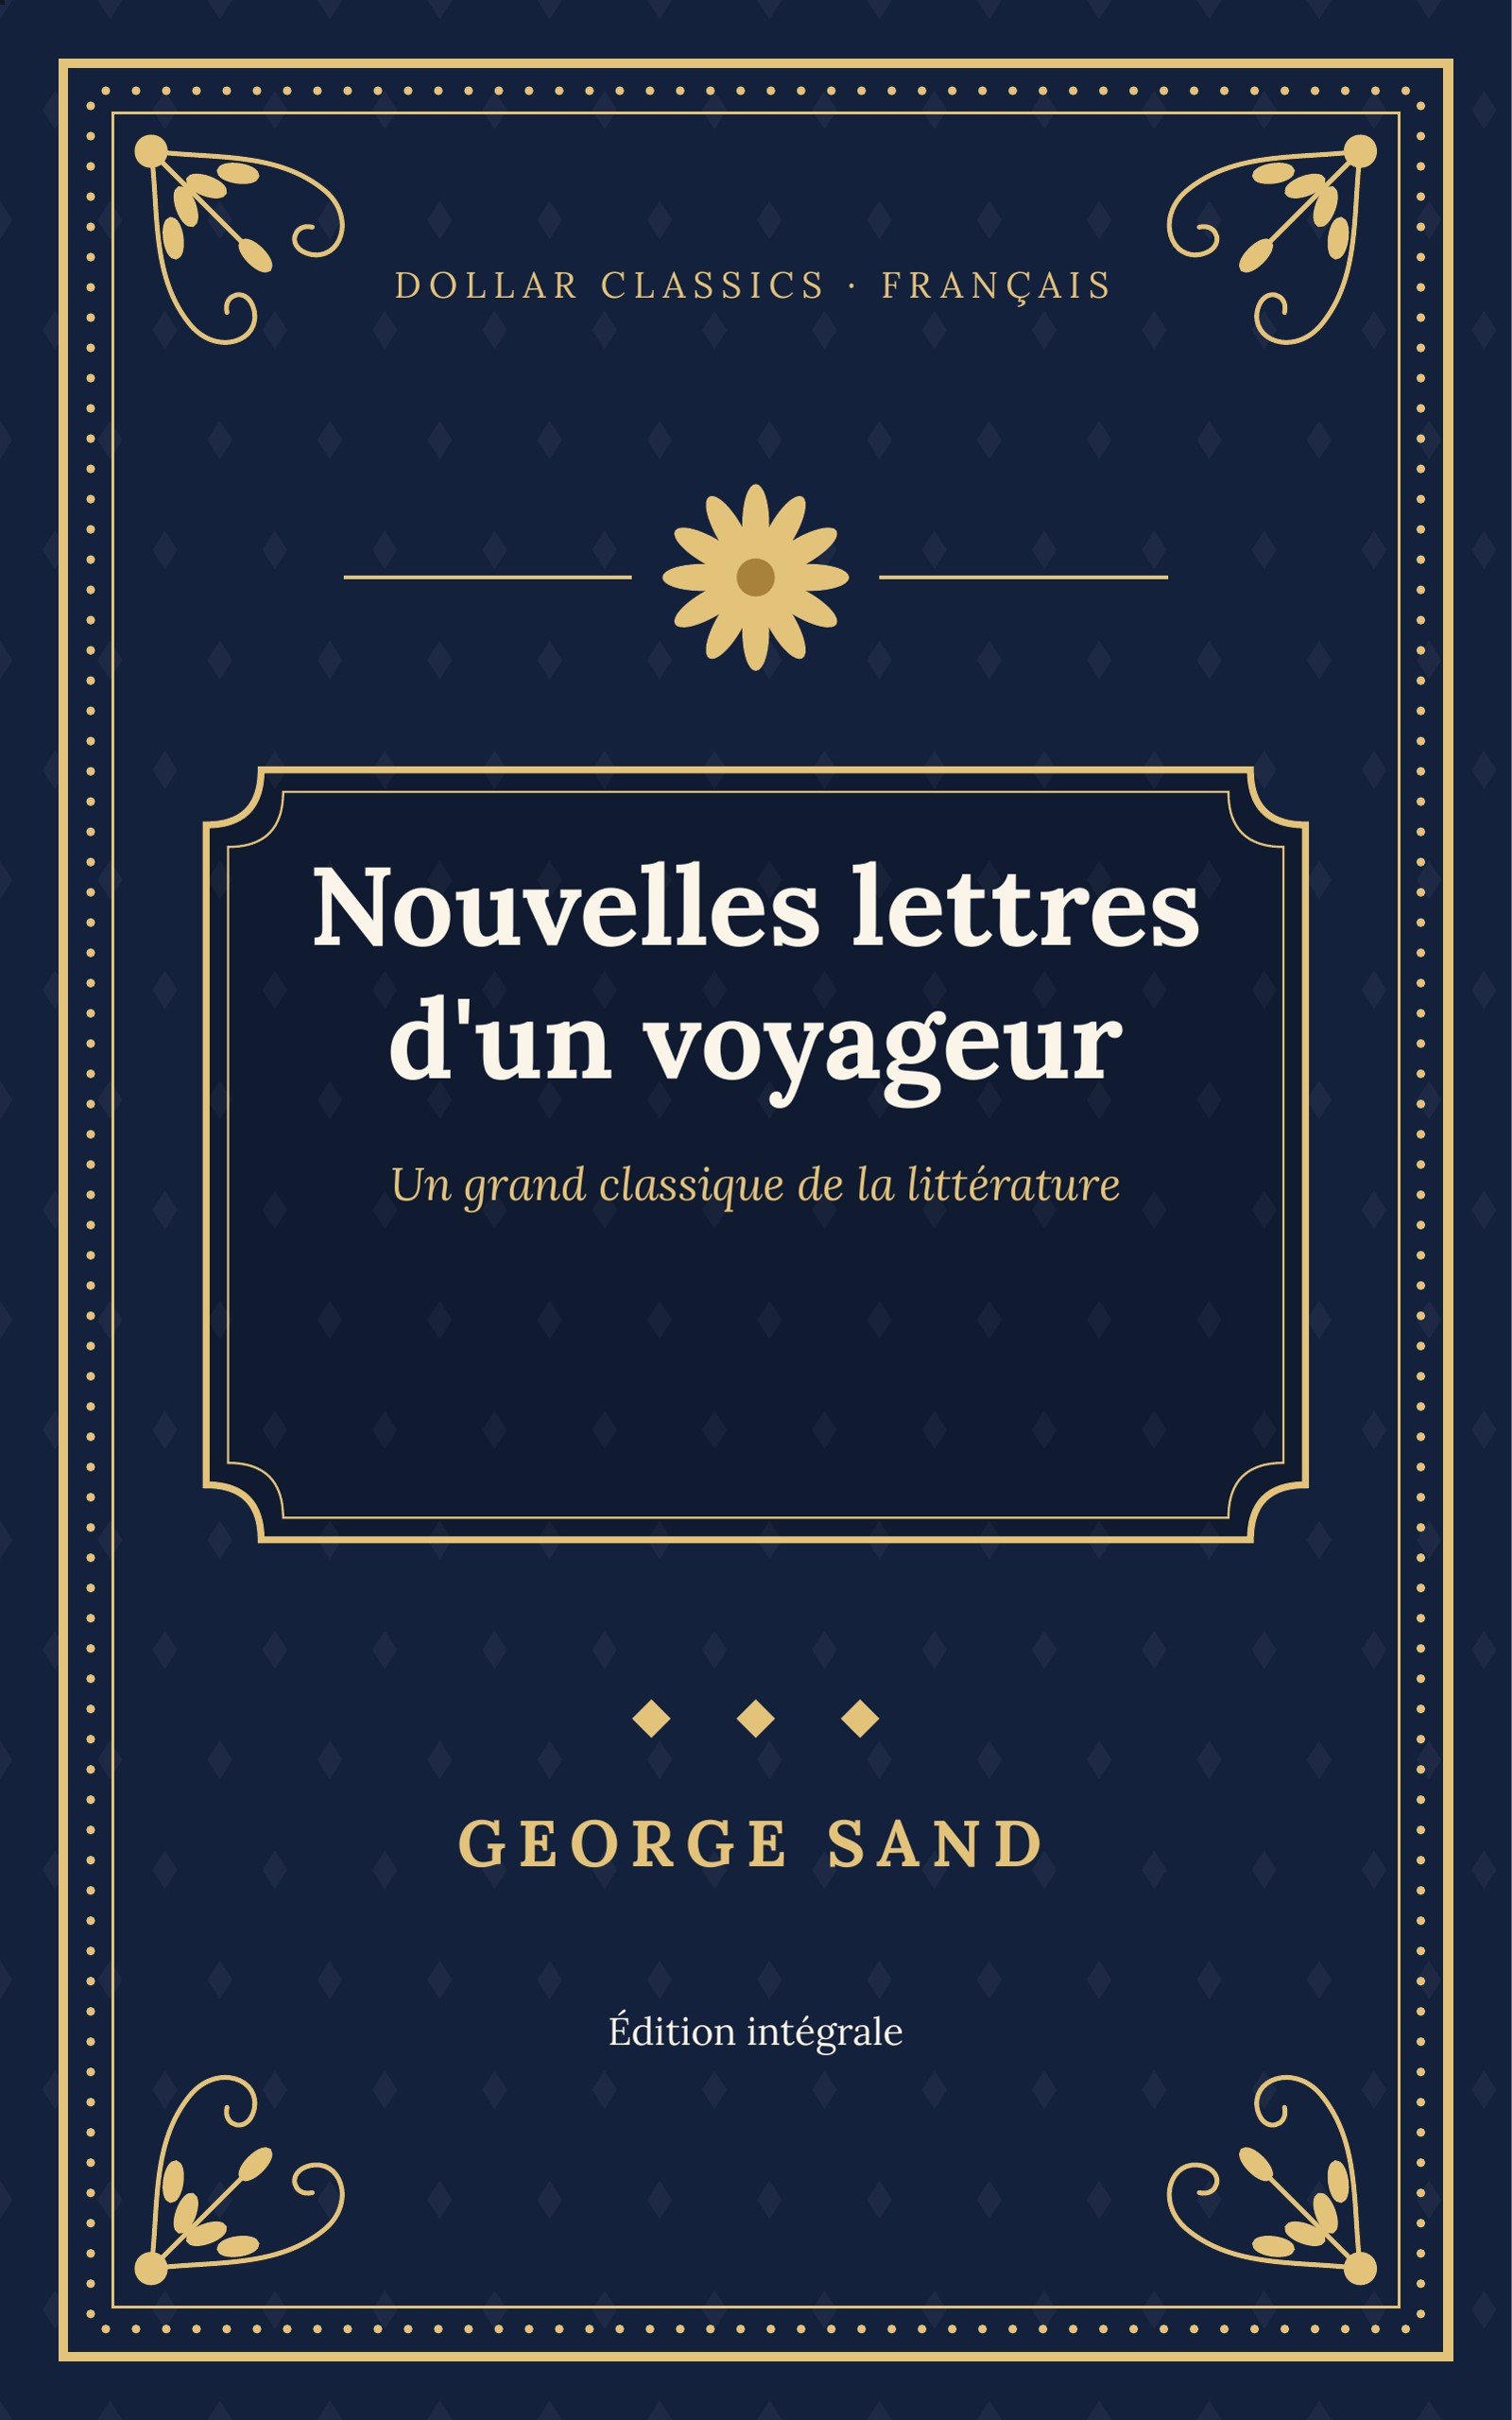 DOLLAR CLASSICS · FRANÇAIS
Nouvelles lettres
d'un voyageur
Un grand classique de la littérature
GEORGE SAND
Édition intégrale